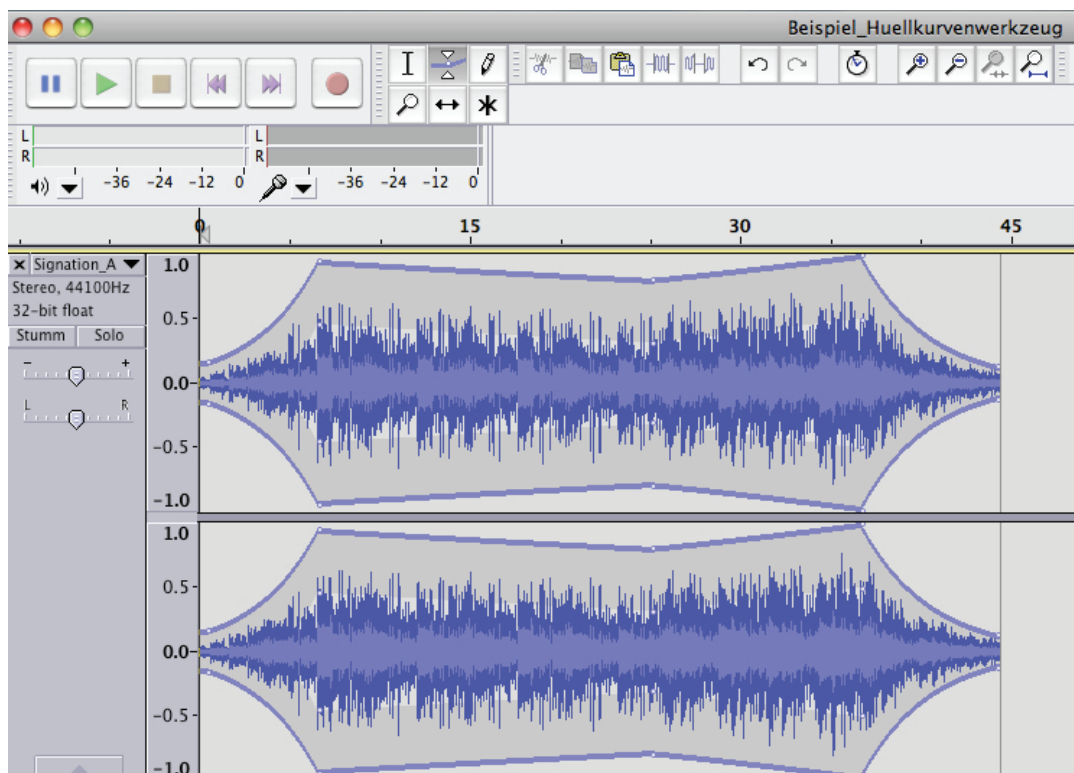 Beispiel_Huellkurvenwerkzeug
L
R
-36 -24 -12 0
L
R
-36 -24 -12 0
0 15 30 45
Signation_A
Stereo, 44100Hz
32-bit float
Stumm Solo
- +
L R
1.0
0.5-
0.0-
-0.5-
-1.0
1.0
0.5-
0.0-
-0.5-
-1.0